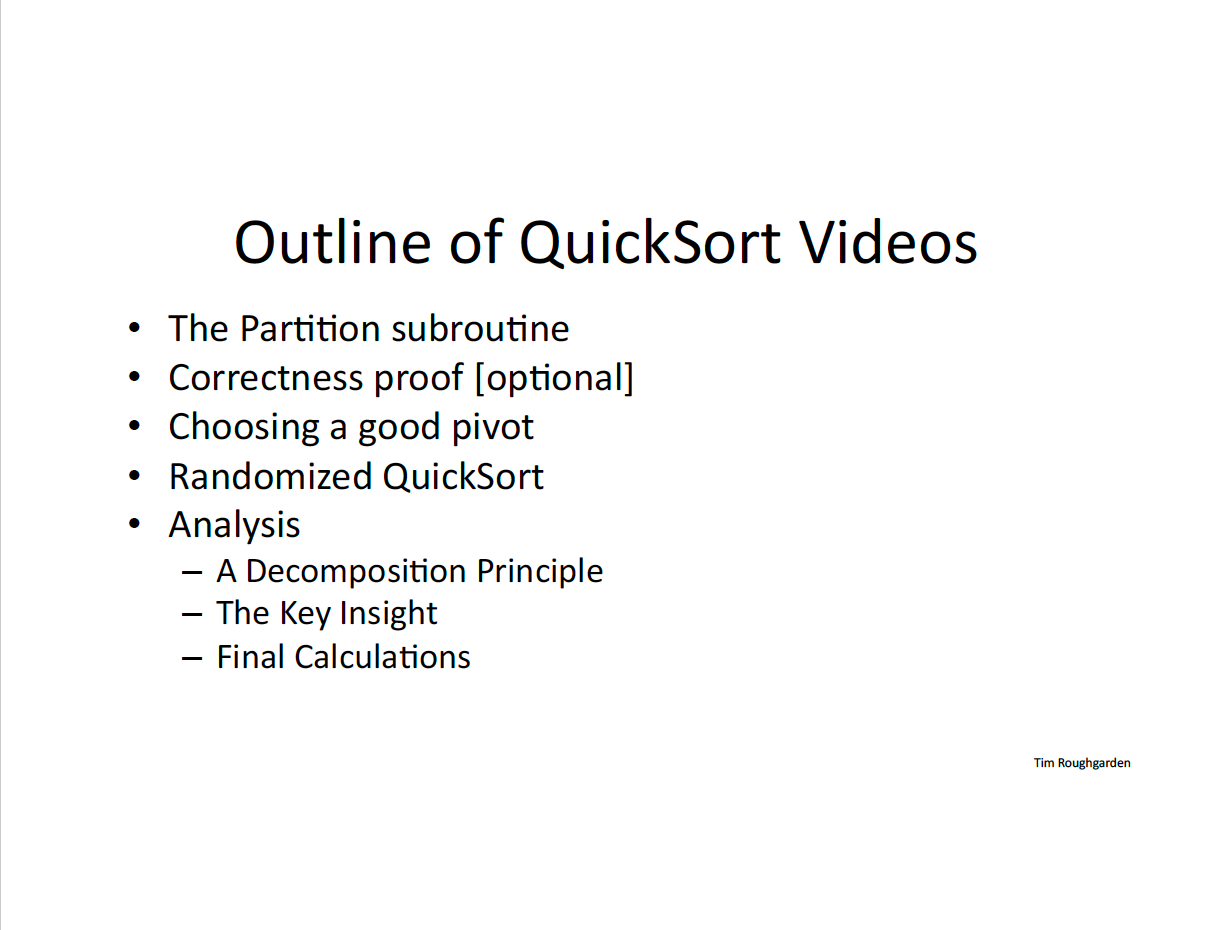 Outline of QuickSort Videos
• The Partition subroutine
• Correctness proof [optional]
• Choosing a good pivot
• Randomized QuickSort
• Analysis
– A Decomposition Principle
– The Key Insight
– Final Calculations
Tim Roughgarden